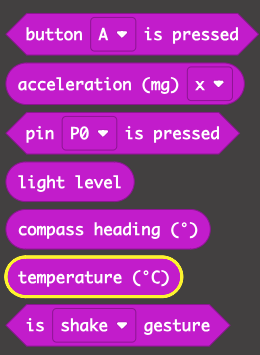 button A is pressed
acceleration (mg) x
pin P0 is pressed
light level
compass heading (°)
temperature (°C)
is shake gesture